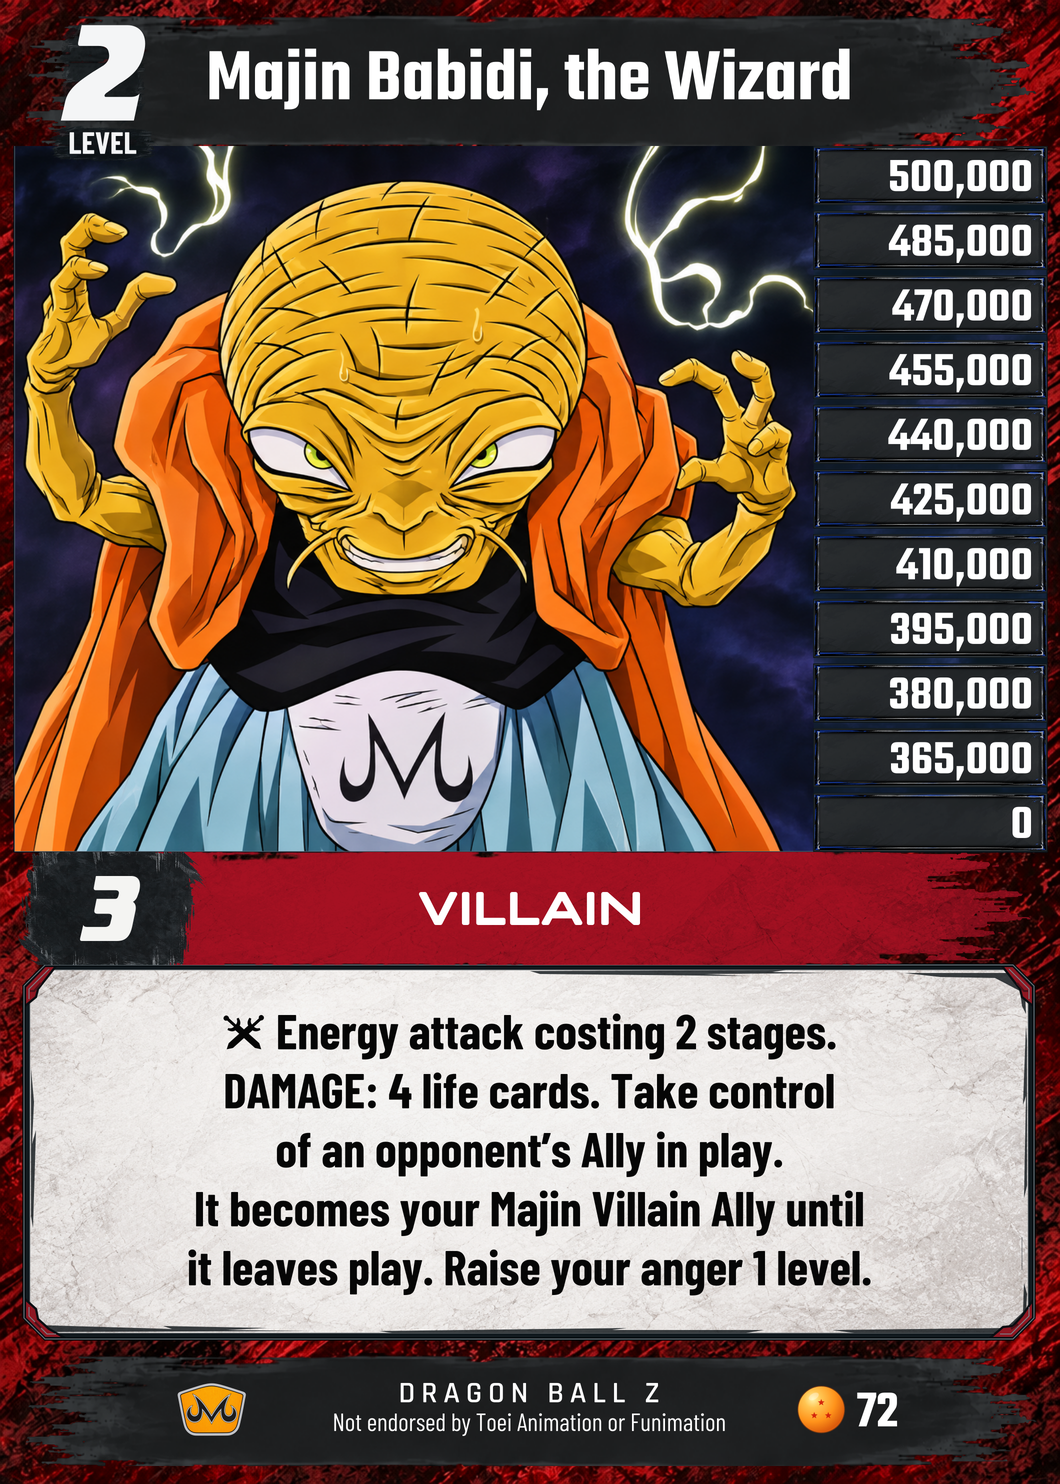 2
LEVEL
Majin Babidi, the Wizard
500,000
485,000
470,000
455,000
440,000
425,000
410,000
395,000
380,000
365,000
0
3
VILLAIN
Energy attack costing 2 stages.
DAMAGE: 4 life cards. Take control
of an opponent's Ally in play.
It becomes your Majin Villain Ally until
it leaves play. Raise your anger 1 level.
DRAGON BALL Z
Not endorsed by Toei Animation or Funimation
72